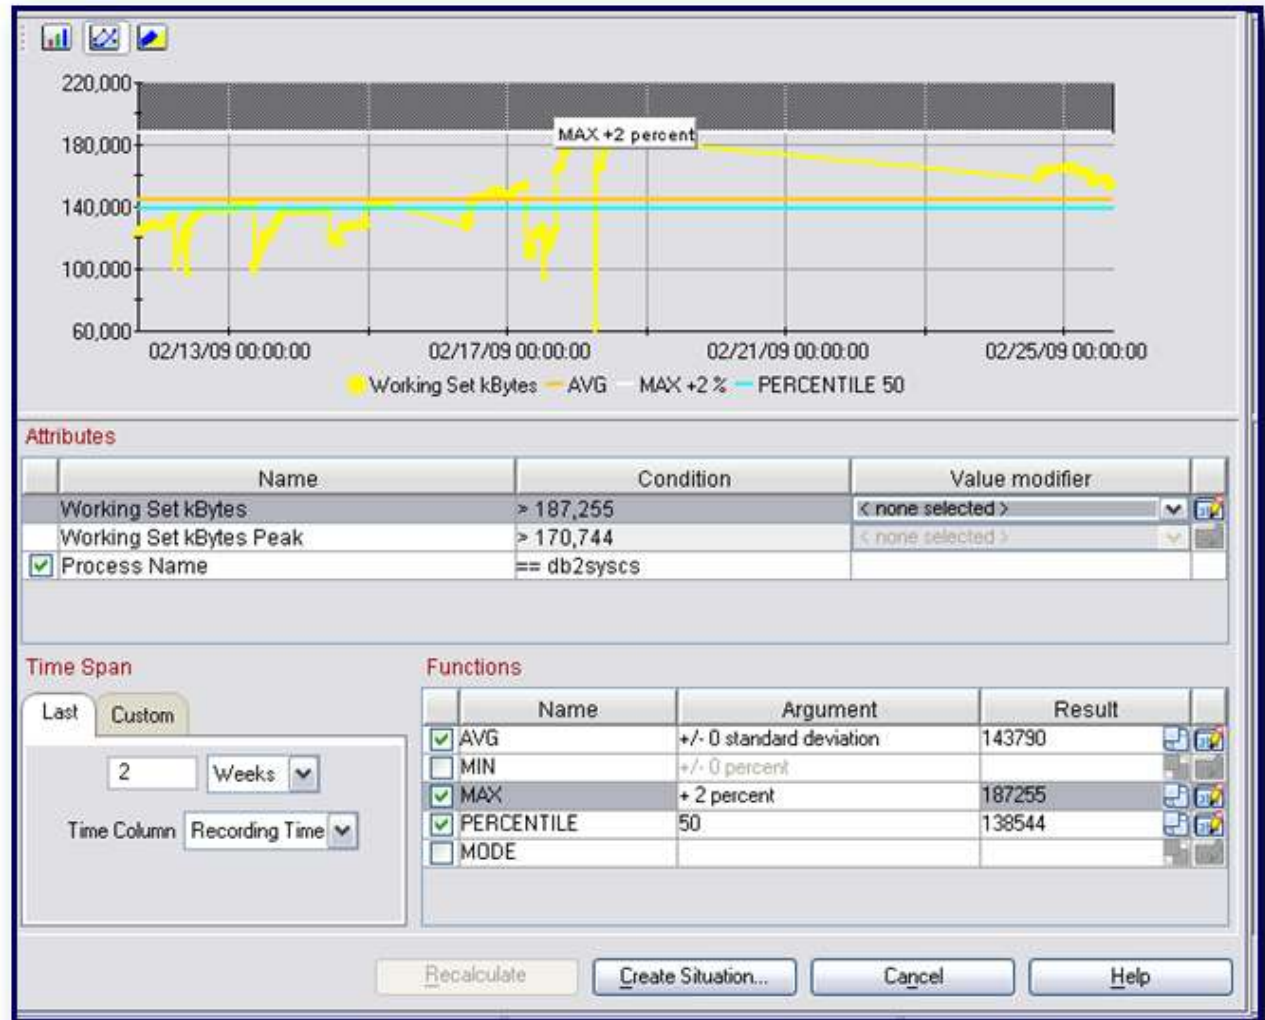 220,000
MAX +2 percent
180,000
140,000
100,000
60,000
02/13/09 00:00:00 02/17/09 00:00:00 02/21/09 00:00:00 02/25/09 00:00:00
Working Set kBytes AVG MAX +2 % PERCENTILE 50
Attributes
Name Condition Value modifier
Working Set kBytes > 187,255 < none selected >
Working Set kBytes Peak > 170,744 < none selected >
Process Name == db2syscs
Time Span Functions
Last Custom
Name Argument Result
AVG +/- 0 standard deviation 143790
2 Weeks
MIN +/- 0 percent
MAX + 2 percent 187255
Time Column Recording Time
PERCENTILE 50 138544
MODE
Recalculate Create Situation... Cancel Help